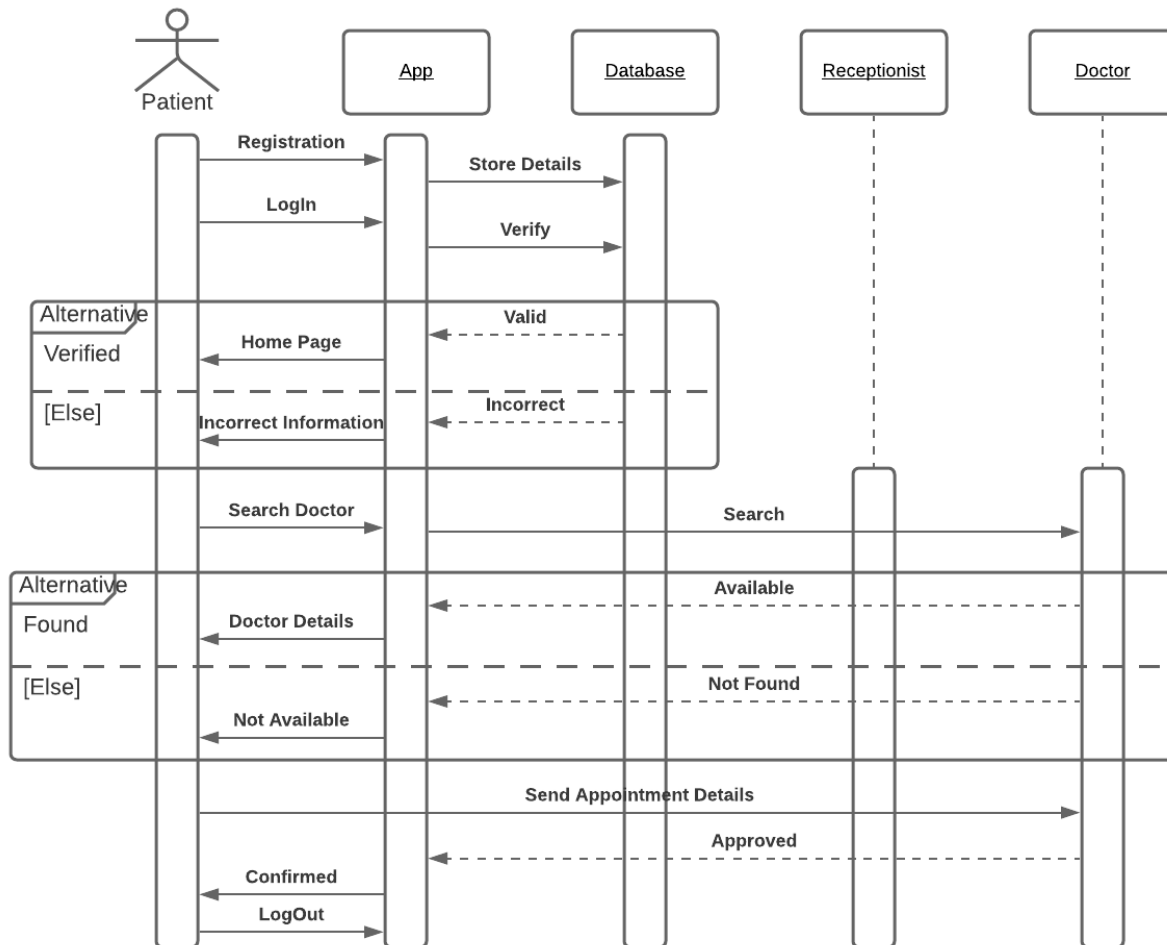 Patient
App
Database
Receptionist
Doctor
Registration
Store Details
LogIn
Verify
Alternative
Valid
Home Page
Verified
Incorrect
[Else]
Incorrect Information
Search Doctor
Search
Alternative
Available
Found
Doctor Details
Not Found
[Else]
Not Available
Send Appointment Details
Approved
Confirmed
LogOut